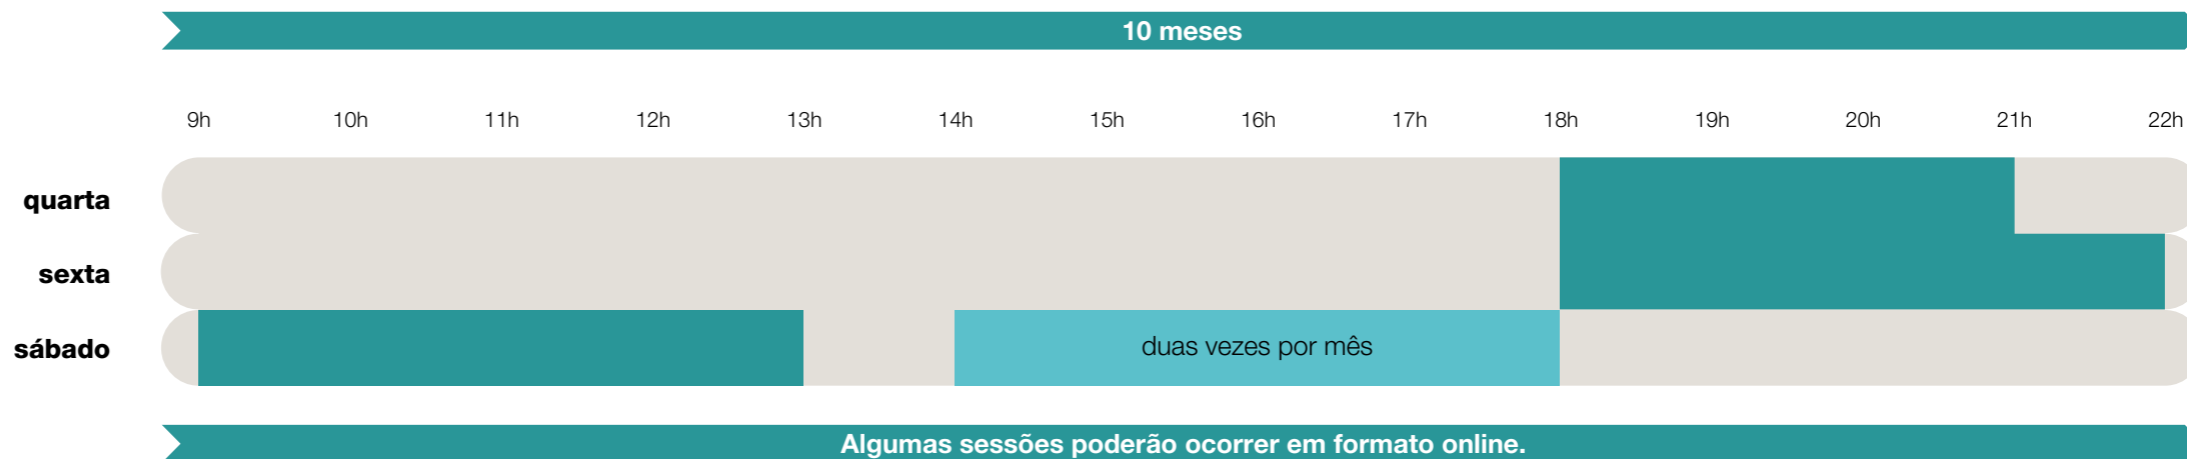 10 meses
9h 10h 11h 12h 13h 14h 15h 16h 17h 18h 19h 20h 21h 22h
quarta
sexta
sábado duas vezes por mês
Algumas sessões poderão ocorrer em formato online.